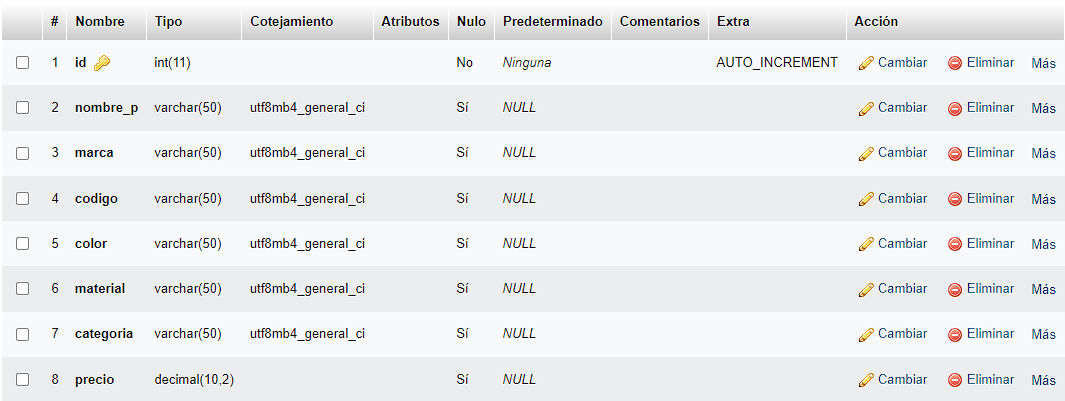 # Nombre Tipo Cotejamiento Atributos Nulo Predeterminado Comentarios Extra Acción
1 id int(11) No Ninguna AUTO_INCREMENT Cambiar Eliminar Más
2 nombre_p varchar(50) utf8mb4_general_ci Sí NULL Cambiar Eliminar Más
3 marca varchar(50) utf8mb4_general_ci Sí NULL Cambiar Eliminar Más
4 codigo varchar(50) utf8mb4_general_ci Sí NULL Cambiar Eliminar Más
5 color varchar(50) utf8mb4_general_ci Sí NULL Cambiar Eliminar Más
6 material varchar(50) utf8mb4_general_ci Sí NULL Cambiar Eliminar Más
7 categoria varchar(50) utf8mb4_general_ci Sí NULL Cambiar Eliminar Más
8 precio decimal(10,2) Sí NULL Cambiar Eliminar Más